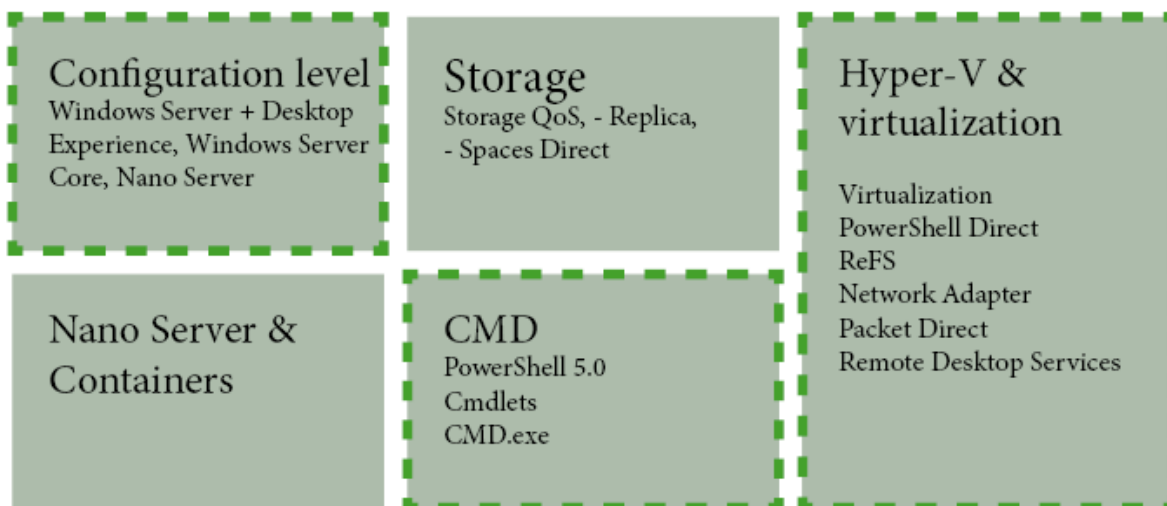 Configuration level
Windows Server + Desktop
Experience, Windows Server
Core, Nano Server
Storage
Storage QoS, - Replica,
- Spaces Direct
Hyper-V &
virtualization
Virtualization
PowerShell Direct
ReFS
Network Adapter
Packet Direct
Remote Desktop Services
Nano Server &
Containers
CMD
PowerShell 5.0
Cmdlets
CMD.exe